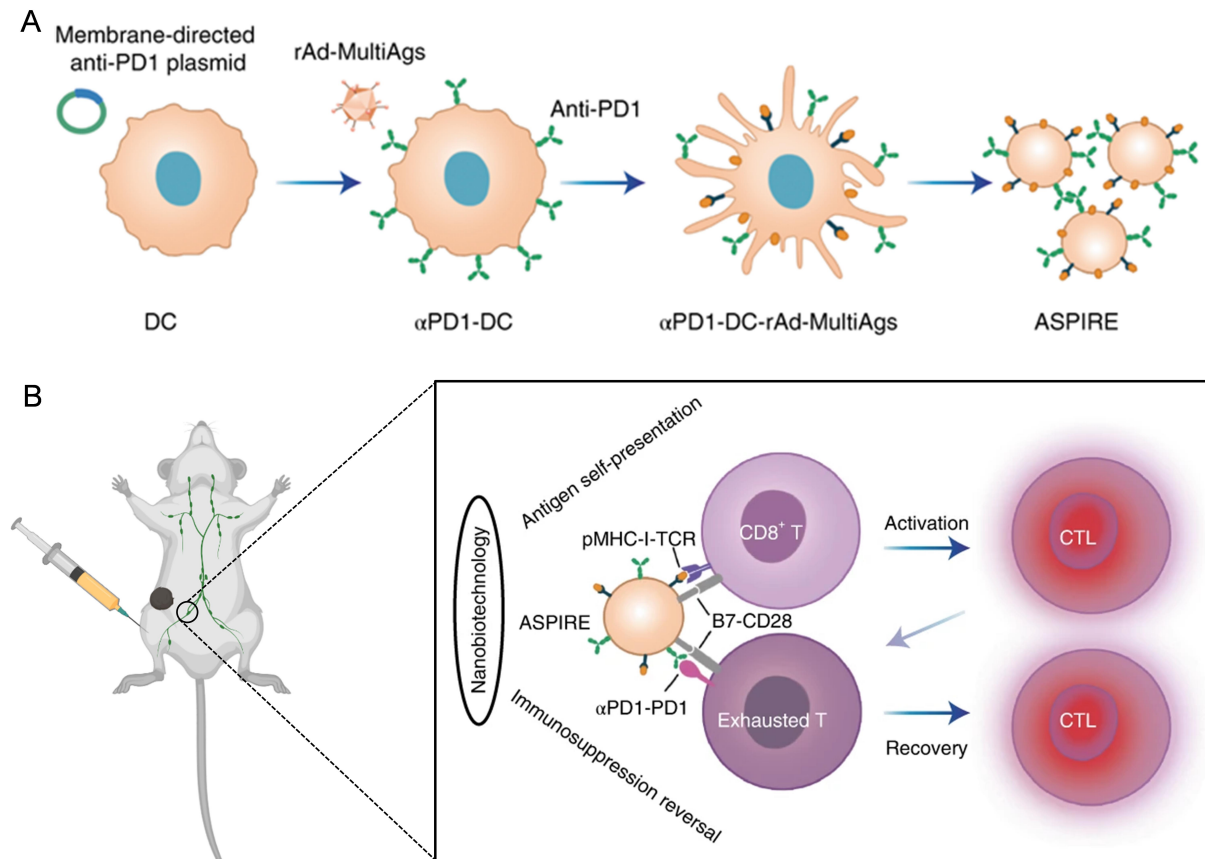 A
Membrane-directed
anti-PD1 plasmid
rAd-MultiAgs
Anti-PD1
DC
αPD1-DC
αPD1-DC-rAd-MultiAgs
ASPIRE
B
Nanobiotechnology
Antigen self-presentation
pMHC-I-TCR
CD8⁺ T
Activation
CTL
ASPIRE
B7-CD28
αPD1-PD1
Exhausted T
Recovery
CTL
Immunosuppression reversal